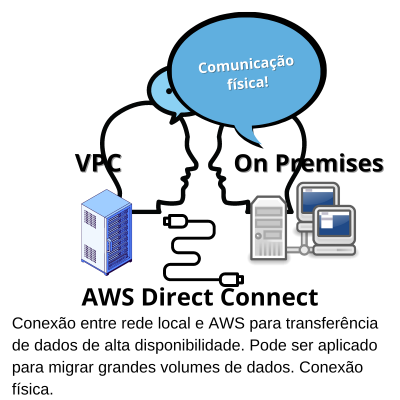 Comunicação
física!
VPC
On Premises
AWS Direct Connect
Conexão entre rede local e AWS para transferência
de dados de alta disponibilidade. Pode ser aplicado
para migrar grandes volumes de dados. Conexão
física.